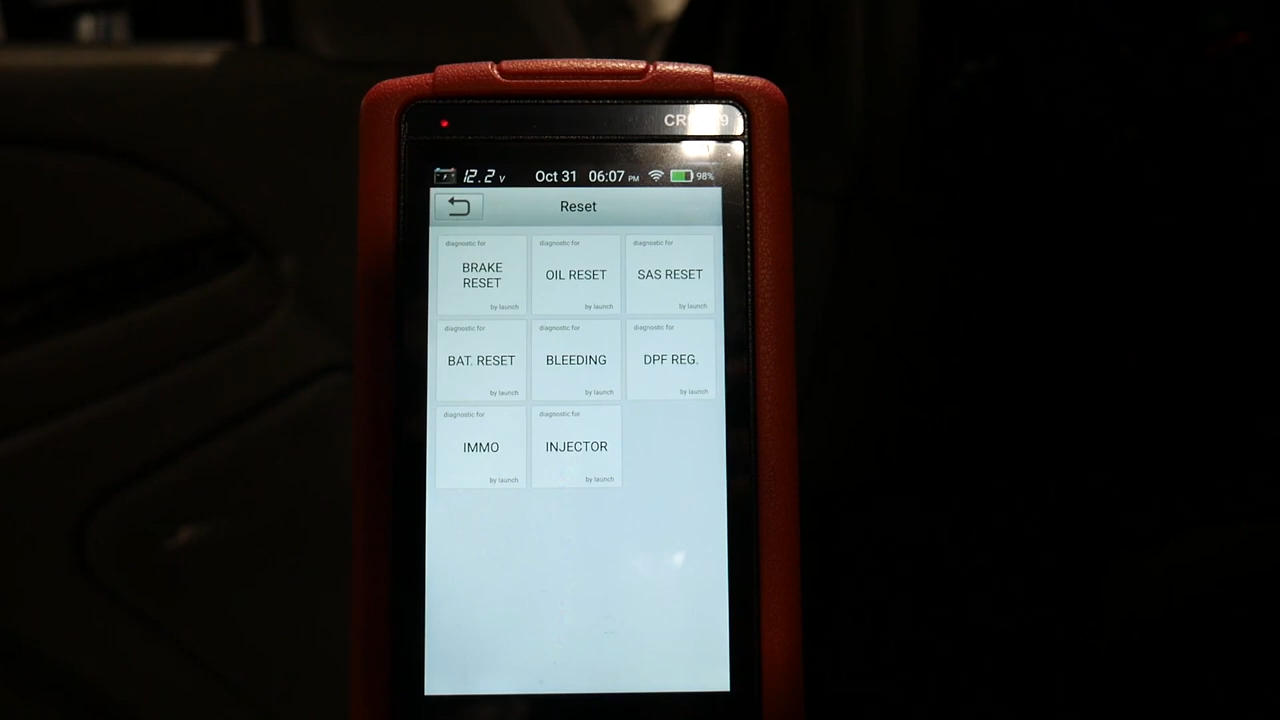 12.2 v Oct 31 06:07 PM 98%
Reset
diagnostic for diagnostic for diagnostic for
BRAKE
RESET
OIL RESET
SAS RESET
by launch by launch by launch
diagnostic for diagnostic for diagnostic for
BAT. RESET BLEEDING DPF REG.
by launch by launch by launch
diagnostic for diagnostic for
IMMO INJECTOR
by launch by launch